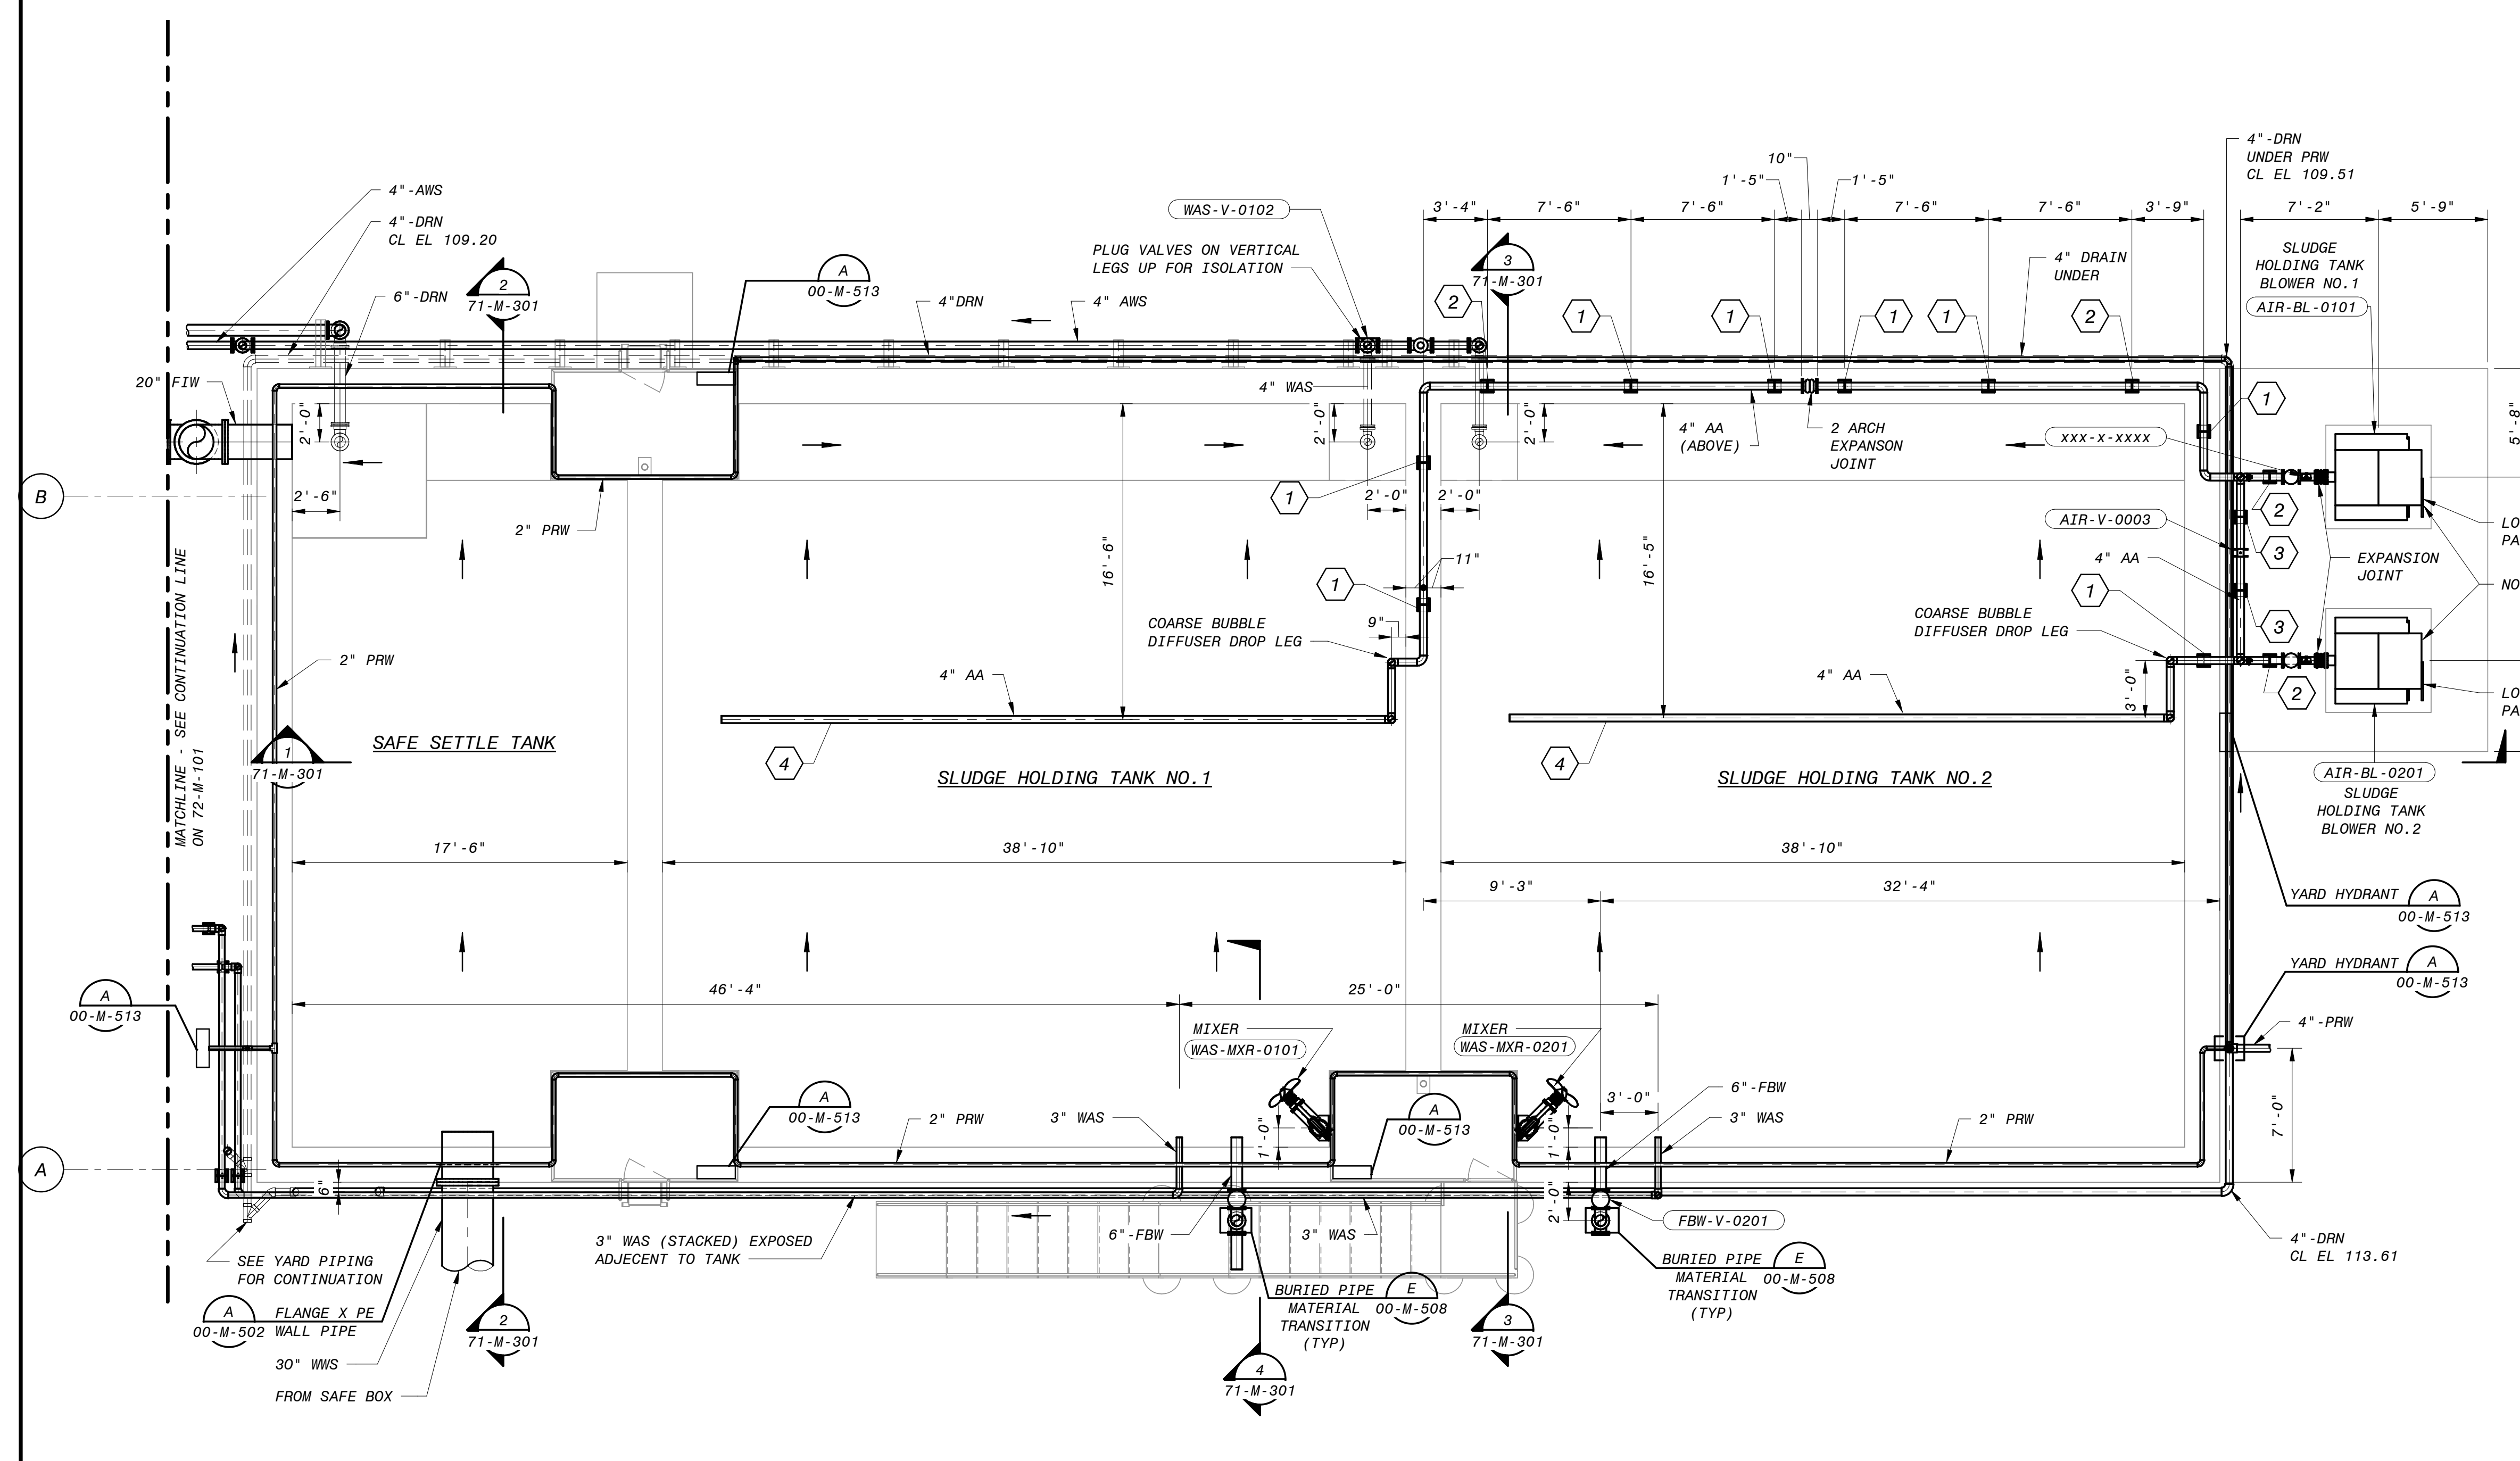 10"
1'-5"
1'-5"
4"-DRN
UNDER PRW
CL EL 109.51
4"-AWS
4"-DRN
CL EL 109.20
WAS-V-0102
3'-4"
7'-6"
7'-6"
7'-6"
7'-6"
3'-9"
7'-2"
5'-9"
PLUG VALVES ON VERTICAL
LEGS UP FOR ISOLATION
SLUDGE
HOLDING TANK
BLOWER NO.1
AIR-BL-0101
4" DRAIN
UNDER
6"-DRN
2
71-M-301
A
00-M-513
4"DRN
4" AWS
3
71-M-301
2
1
1
1
1
2
20" FIW
2'-0"
4" WAS
2'-0"
2'-0"
4" AA
(ABOVE)
2 ARCH
EXPANSON
JOINT
1
xxx-x-xxxx
5'-8"
B
2'-6"
2" PRW
1
2'-0"
2'-0"
2
AIR-V-0003
3
4" AA
EXPANSION
JOINT
LO
PA
NO
MATCHLINE - SEE CONTINUATION LINE
ON 72-M-101
16'-6"
11"
16'-5"
1
1
3
COARSE BUBBLE
DIFFUSER DROP LEG
9"
COARSE BUBBLE
DIFFUSER DROP LEG
2" PRW
4" AA
4" AA
3'-0"
2
LO
PA
1
71-M-301
SAFE SETTLE TANK
4
SLUDGE HOLDING TANK NO.1
4
SLUDGE HOLDING TANK NO.2
AIR-BL-0201
SLUDGE
HOLDING TANK
BLOWER NO.2
17'-6"
38'-10"
38'-10"
9'-3"
32'-4"
YARD HYDRANT
A
00-M-513
YARD HYDRANT
A
00-M-513
46'-4"
25'-0"
A
00-M-513
MIXER
WAS-MXR-0101
MIXER
WAS-MXR-0201
4"-PRW
A
00-M-513
2" PRW
3" WAS
1'-0"
A
00-M-513
1'-0"
3'-0"
6"-FBW
3" WAS
2" PRW
7'-0"
A
6"
2'-0"
3" WAS (STACKED) EXPOSED
ADJECENT TO TANK
6"-FBW
3" WAS
FBW-V-0201
4"-DRN
CL EL 113.61
SEE YARD PIPING
FOR CONTINUATION
A
00-M-502
FLANGE X PE
WALL PIPE
2
71-M-301
BURIED PIPE
MATERIAL
TRANSITION
(TYP)
E
00-M-508
3
71-M-301
BURIED PIPE
MATERIAL
TRANSITION
(TYP)
E
00-M-508
30" WWS
FROM SAFE BOX
4
71-M-301